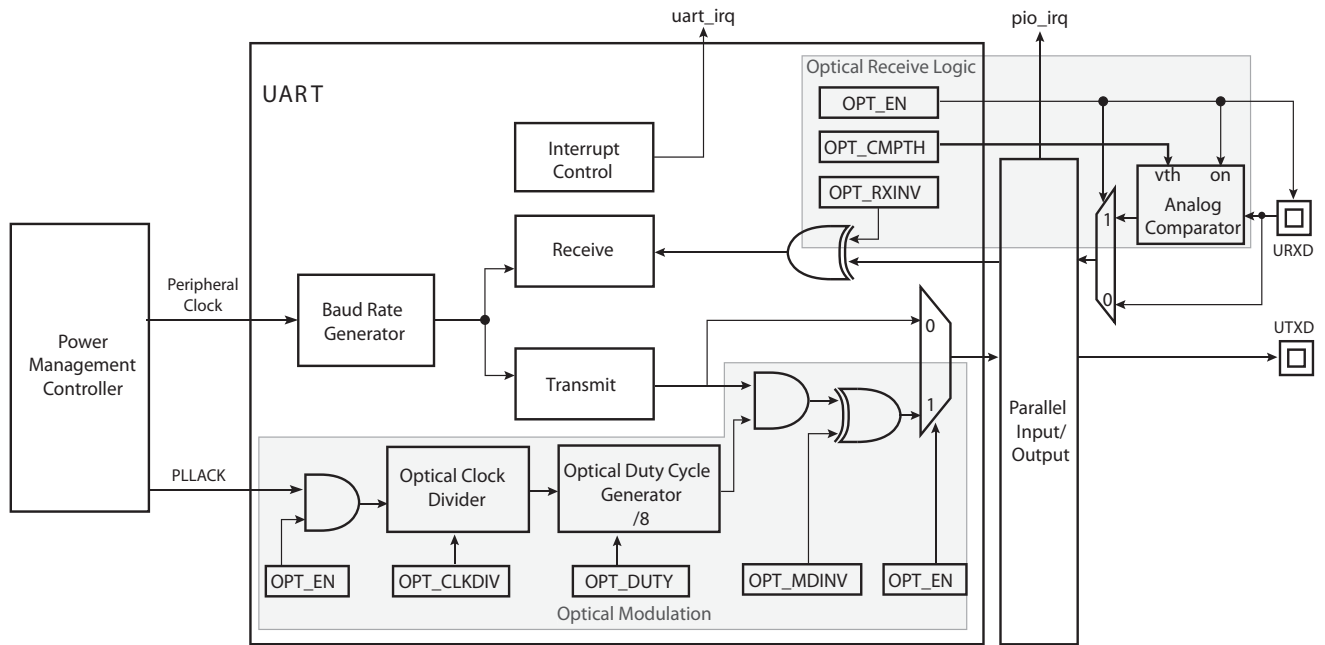 uart_irq
pio_irq
Optical Receive Logic
UART
OPT_EN
OPT_CMPTH
OPT_RXINV
vth
on
Analog
Comparator
1
0
URXD
UTXD
Interrupt
Control
Receive
Peripheral
Clock
Baud Rate
Generator
Power
Management
Controller
Transmit
0
1
Parallel
Input/
Output
PLLACK
Optical Clock
Divider
Optical Duty Cycle
Generator
/8
OPT_EN
OPT_CLKDIV
OPT_DUTY
OPT_MDINV
OPT_EN
Optical Modulation